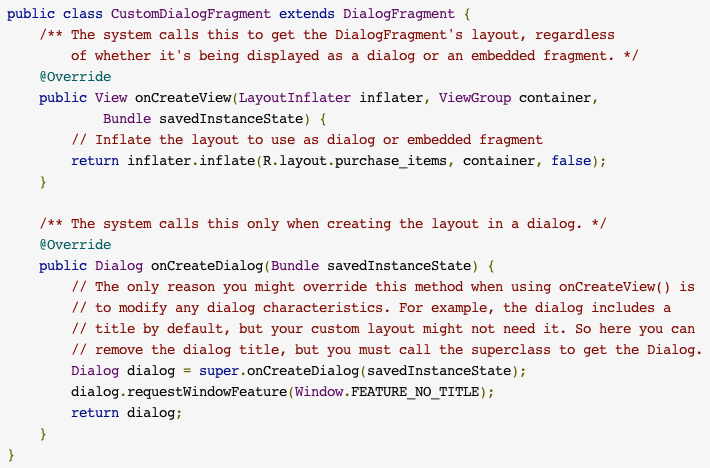 public class CustomDialogFragment extends DialogFragment {
    /** The system calls this to get the DialogFragment's layout, regardless
        of whether it's being displayed as a dialog or an embedded fragment. */
    @Override
    public View onCreateView(LayoutInflater inflater, ViewGroup container,
            Bundle savedInstanceState) {
        // Inflate the layout to use as dialog or embedded fragment
        return inflater.inflate(R.layout.purchase_items, container, false);
    }

    /** The system calls this only when creating the layout in a dialog. */
    @Override
    public Dialog onCreateDialog(Bundle savedInstanceState) {
        // The only reason you might override this method when using onCreateView() is
        // to modify any dialog characteristics. For example, the dialog includes a
        // title by default, but your custom layout might not need it. So here you can
        // remove the dialog title, but you must call the superclass to get the Dialog.
        Dialog dialog = super.onCreateDialog(savedInstanceState);
        dialog.requestWindowFeature(Window.FEATURE_NO_TITLE);
        return dialog;
    }
}